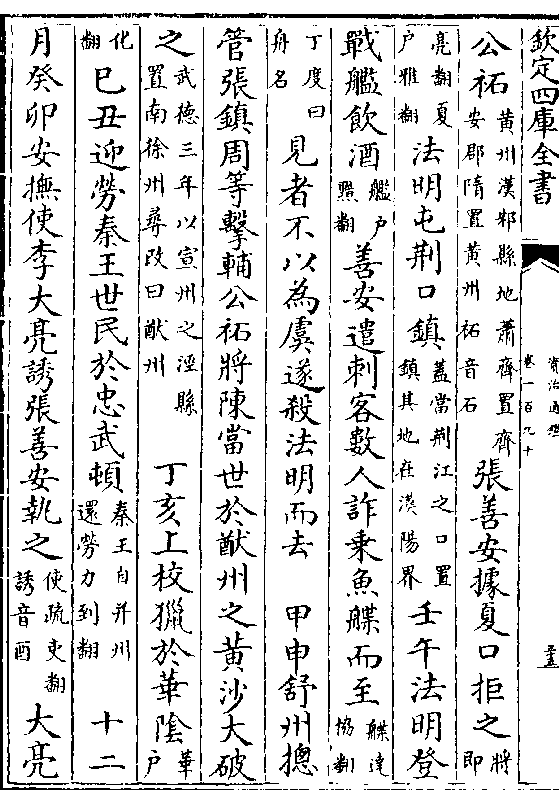 欽定四庫全書
資治通鑑
卷一百九十
公祏黄州漢邾縣地蕭齊置齊安郡隋置黄州祏音石張善安據夏口拒之將即
亮翻夏户雅翻法明屯荆口鎮蓋當荆江之口置鎮其地在漢陽界壬午法明登
戰艦飲酒艦户黯翻善安遣刺客數人詐乗魚艓而至艓達協翻
丁度曰舟名見者不以為虞遂殺法明而去 甲申舒州摠
管張鎮周等擊輔公祏將陳當世於猷州之黄沙大破
之武德三年以宣州之涇縣置南徐州尋改曰猷州 丁亥上校獵於華隂華户
化翻己丑迎勞秦王世民於忠武頓秦王自并州還勞力到翻 十二
月癸卯安撫使李大亮誘張善安執之使疏吏翻誘音酉大亮